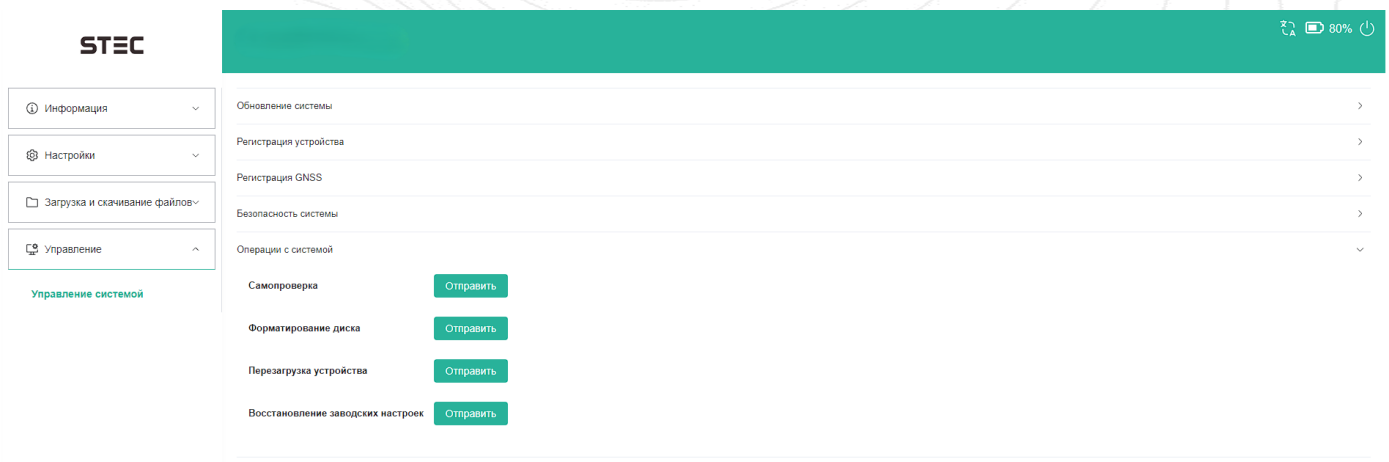 STEC
80%
Информация
Настройки
Загрузка и скачивание файлов
Управление
Управление системой
Обновление системы
Регистрация устройства
Регистрация GNSS
Безопасность системы
Операции с системой
Самопроверка Отправить
Форматирование диска Отправить
Перезагрузка устройства Отправить
Восстановление заводских настроек Отправить